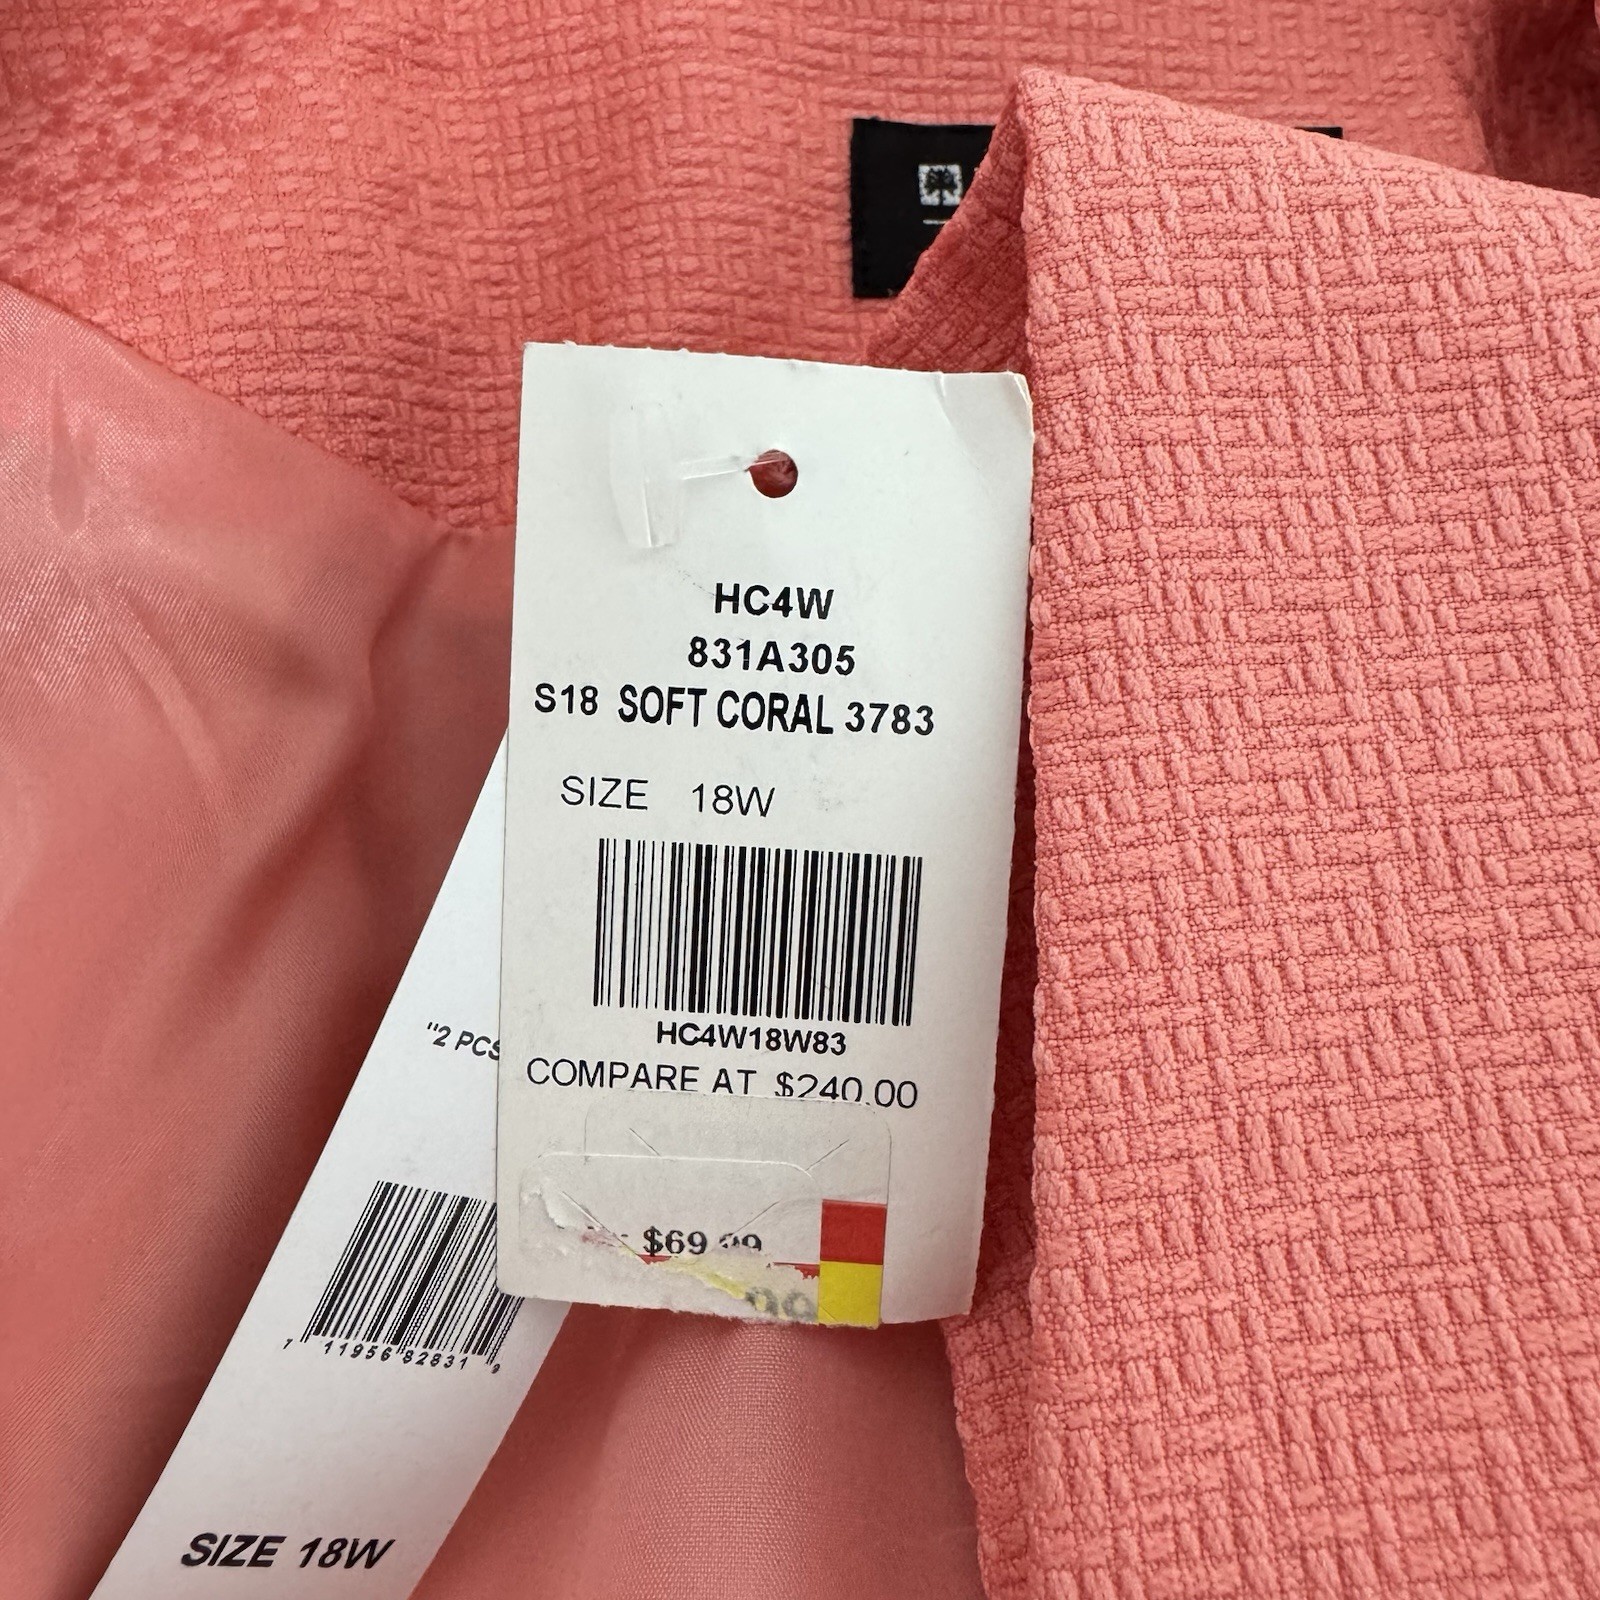 HC4W
831A305
S18 SOFT CORAL 3783
SIZE 18W
HC4W18W83
COMPARE AT $240.00
$69.99
"2 PCS
7 11956 82831 9
SIZE 18W